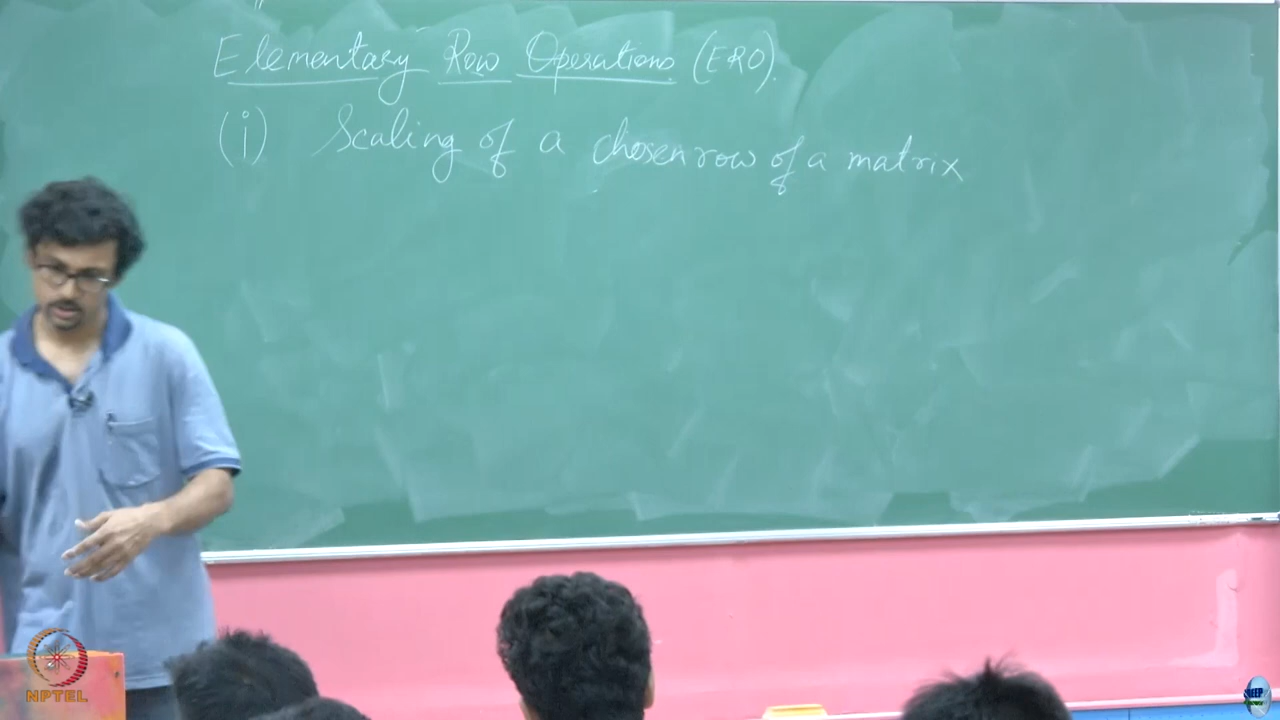 Elementary Row Operations (ERO).
(i) Scaling of a chosen row of a matrix
NPTEL